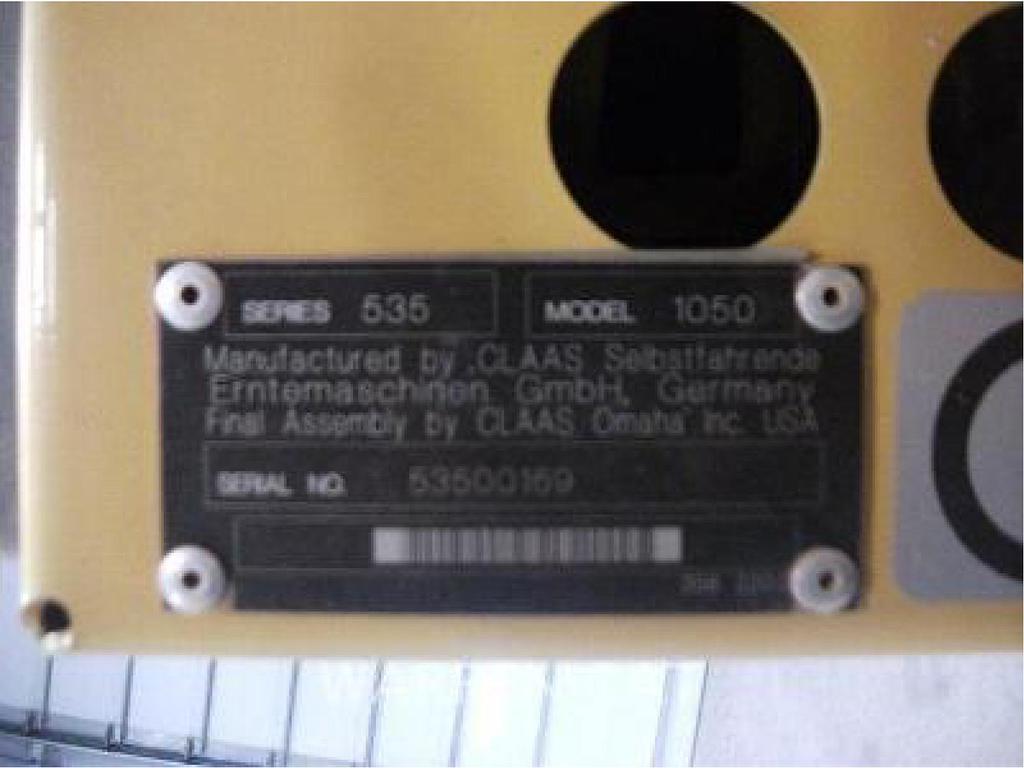 SERIES 535 MODEL 1050
Manufactured by CLAAS Selbstfahrende
Erntemaschinen GmbH, Germany
Final Assembly by CLAAS Omaha Inc. USA
SERIAL NO. 53500169